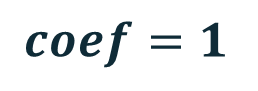 coef = 1